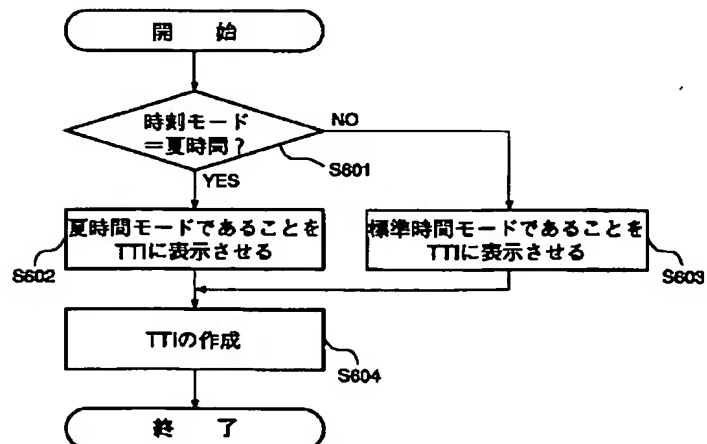 開 始
時刻モード
=夏時間?
NO
S601
YES
夏時間モードであることを
TTIに表示させる
S602
標準時間モードであることを
TTIに表示させる
S603
TTIの作成
S604
終 了